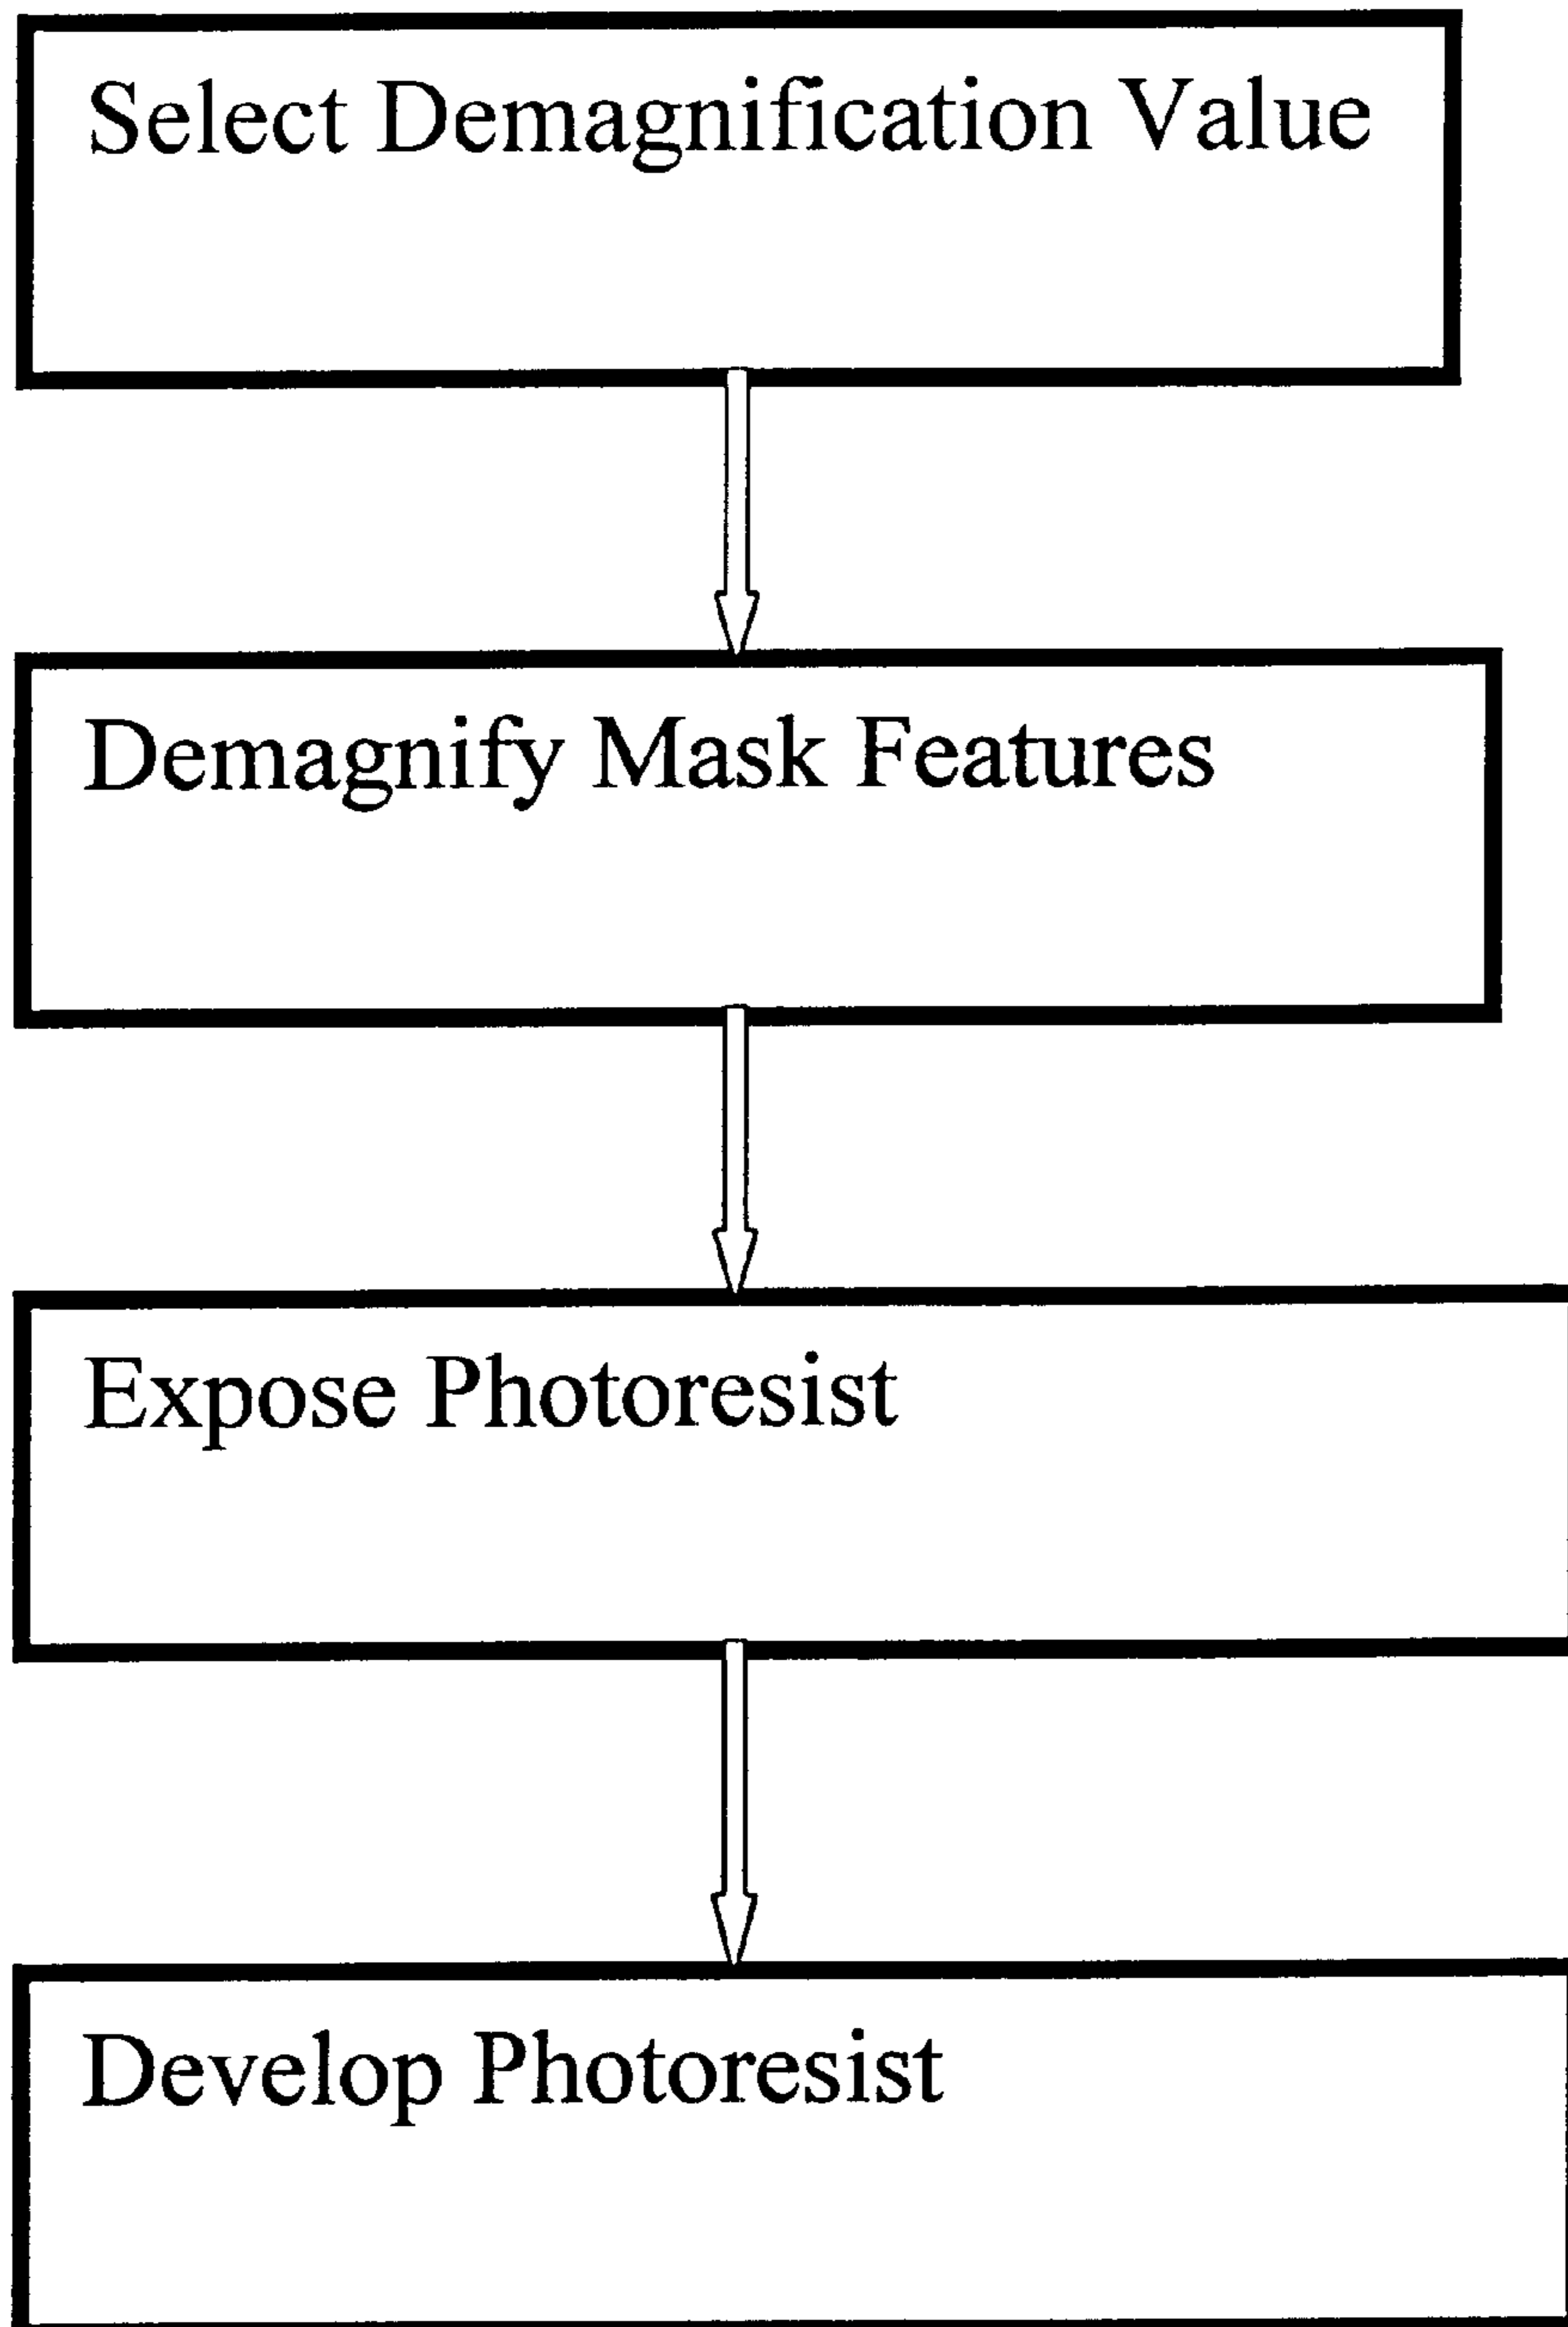 Select Demagnification Value
Demagnify Mask Features
Expose Photoresist
Develop Photoresist